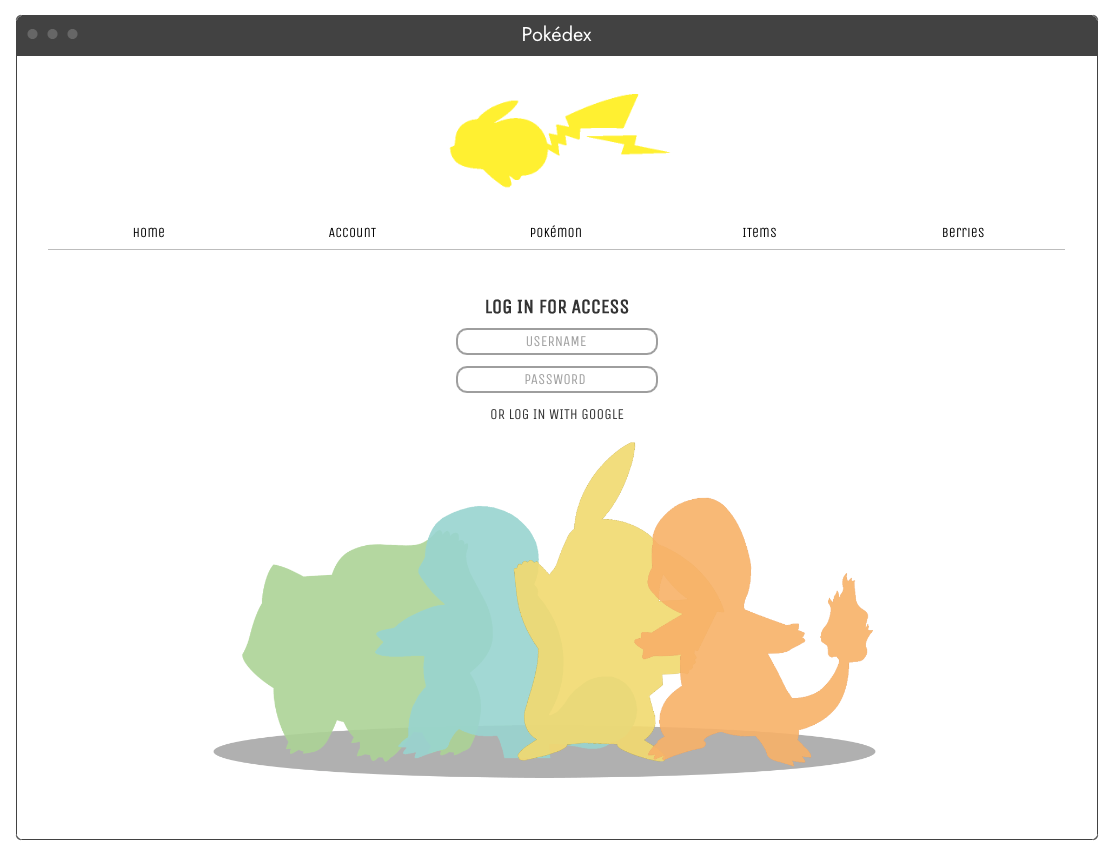 Pokédex
Home Account Pokémon Items Berries
LOG IN FOR ACCESS
USERNAME
PASSWORD
OR LOG IN WITH GOOGLE